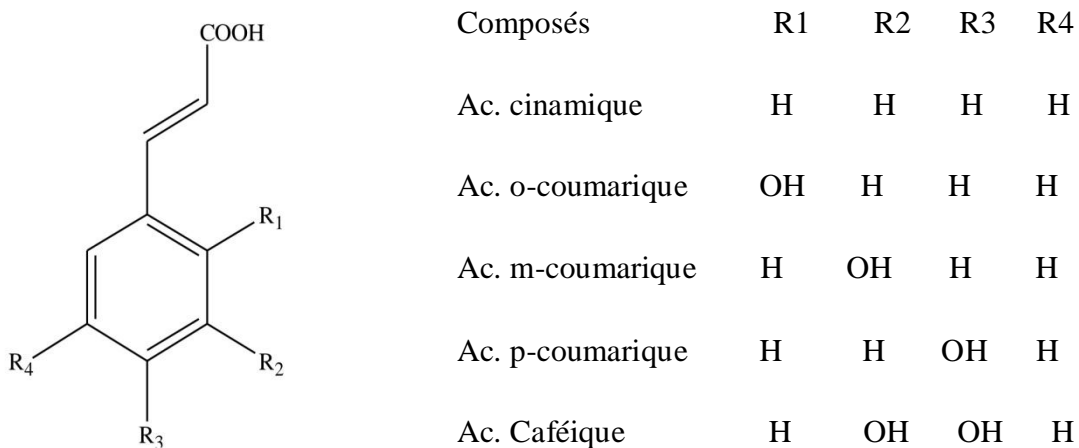 COOH
R1
R4
R2
R3
Composés R1 R2 R3 R4
Ac. cinamique H H H H
Ac. o-coumarique OH H H H
Ac. m-coumarique H OH H H
Ac. p-coumarique H H OH H
Ac. Caféique H OH OH H